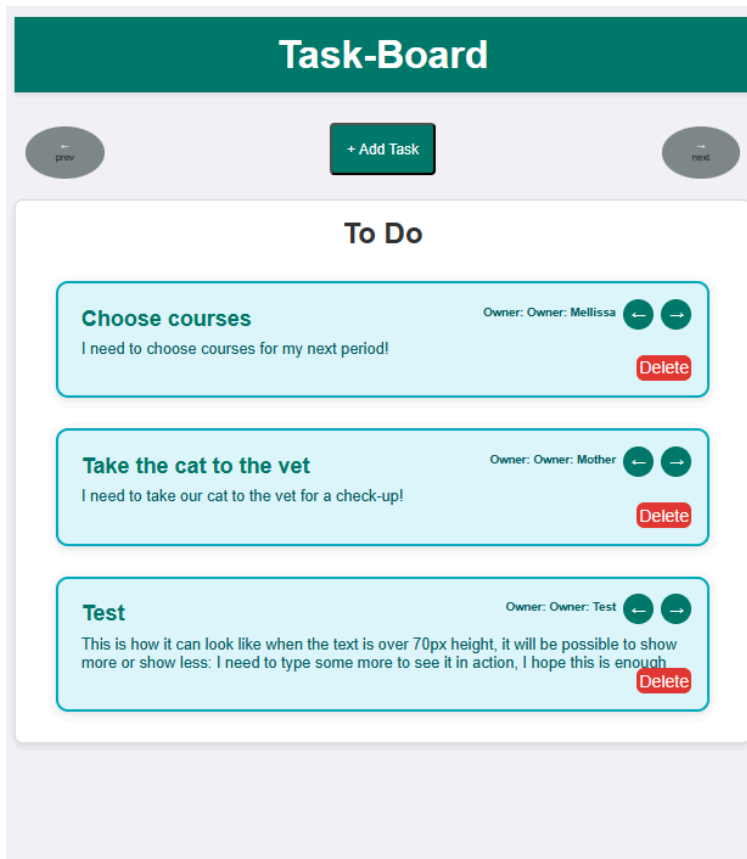 Task-Board
←
prev
+ Add Task
→
next
To Do
Choose courses
Owner: Owner: Mellissa ← →
I need to choose courses for my next period!
Delete
Take the cat to the vet
Owner: Owner: Mother ← →
I need to take our cat to the vet for a check-up!
Delete
Test
Owner: Owner: Test ← →
This is how it can look like when the text is over 70px height, it will be possible to show
more or show less: I need to type some more to see it in action, I hope this is enough
Delete